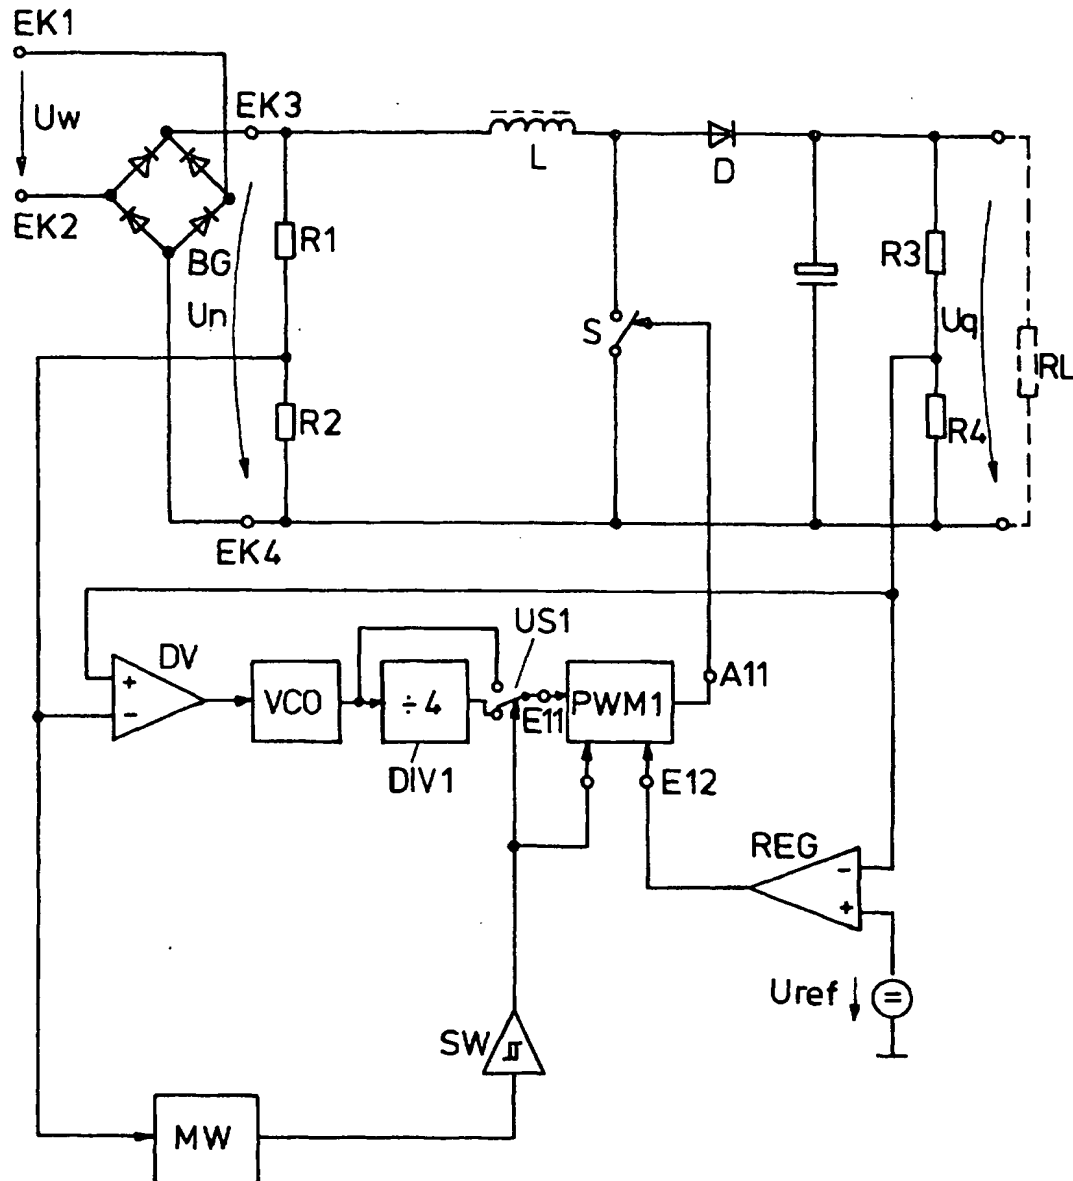 EK1
Uw
EK3
EK2
L
D
BG
R1
R3
Un
S
Uq
RL
R2
R4
EK4
US1
DV
+
-
VCO
÷4
E11
PWM1
A11
DIV1
E12
REG
-
+
Uref
=
SW
MW